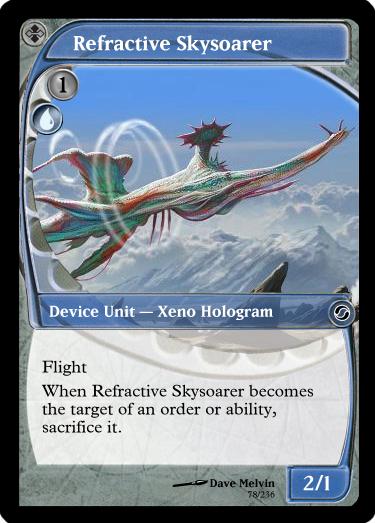 Refractive Skysoarer
1
Device Unit — Xeno Hologram
Flight
When Refractive Skysoarer becomes
the target of an order or ability,
sacrifice it.
Dave Melvin
78/236
2/1